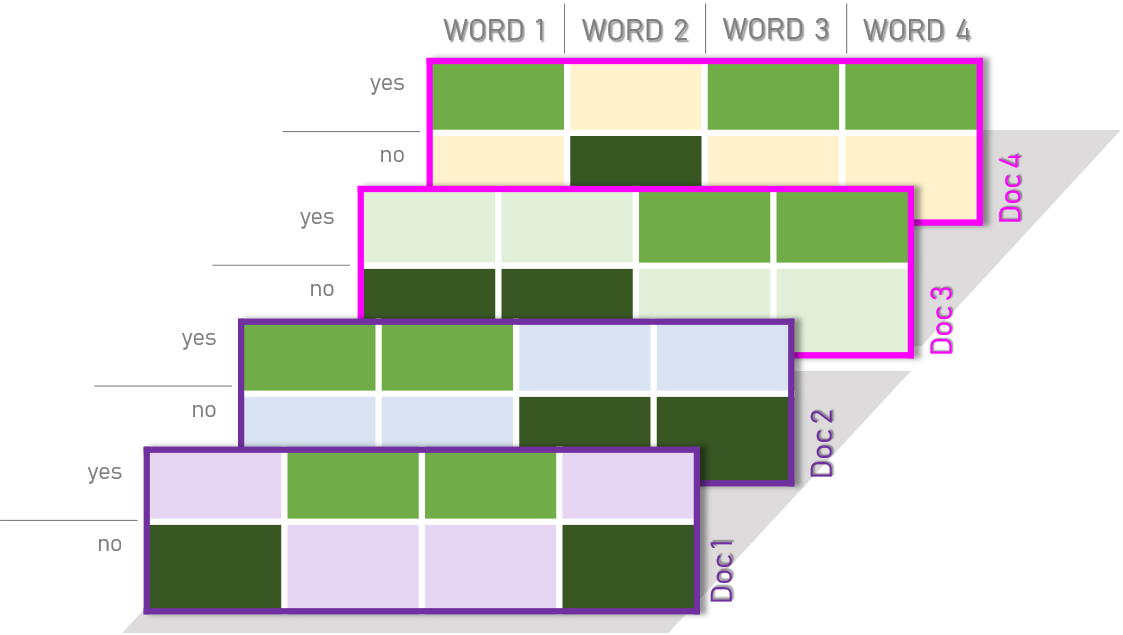 WORD 1 WORD 2 WORD 3 WORD 4
yes
no
Doc 4
yes
no
Doc 3
yes
no
Doc 2
yes
no
Doc 1